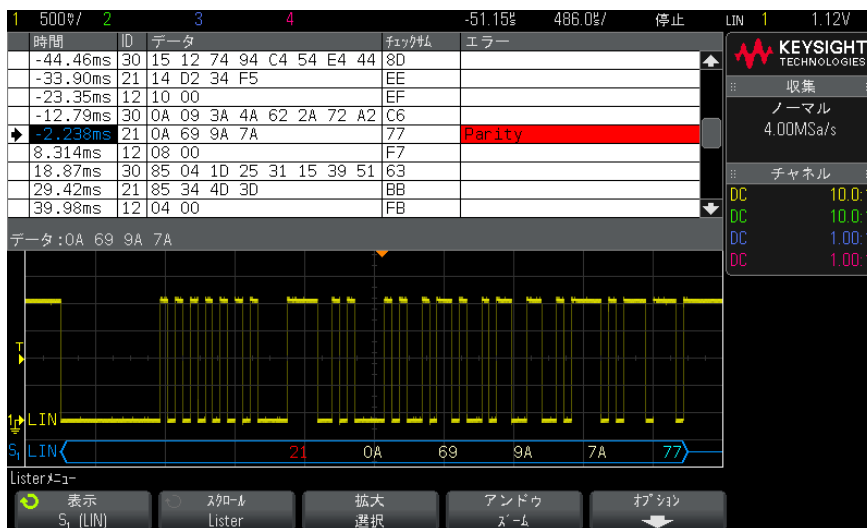 1 500%/ 2 3 4 -51.15% 486.0%/ 停止 LIN 1 1.12V
時間 ID データ チェックサム エラー
-44.46ms 30 15 12 74 94 C4 54 E4 44 8D
-33.90ms 21 14 D2 34 F5 EE
-23.35ms 12 10 00 EF
-12.79ms 30 0A 09 3A 4A 62 2A 72 A2 C6
-2.238ms 21 0A 69 9A 7A 77 Parity
8.314ms 12 08 00 F7
18.87ms 30 85 04 1D 25 31 15 39 51 63
29.42ms 21 85 34 4D 3D BB
39.98ms 12 04 00 FB
データ:0A 69 9A 7A
KEYSIGHT
TECHNOLOGIES
収集
ノーマル
4.00MSa/s
チャネル
DC 10.0:
DC 10.0:
DC 1.00:
DC 1.00:
T
1 LIN
S1 LIN 21 0A 69 9A 7A 77
Listerメニュー
表示
S1 (LIN)
スクロール
Lister
拡大
選択
アンドゥ
ズーム
オプション